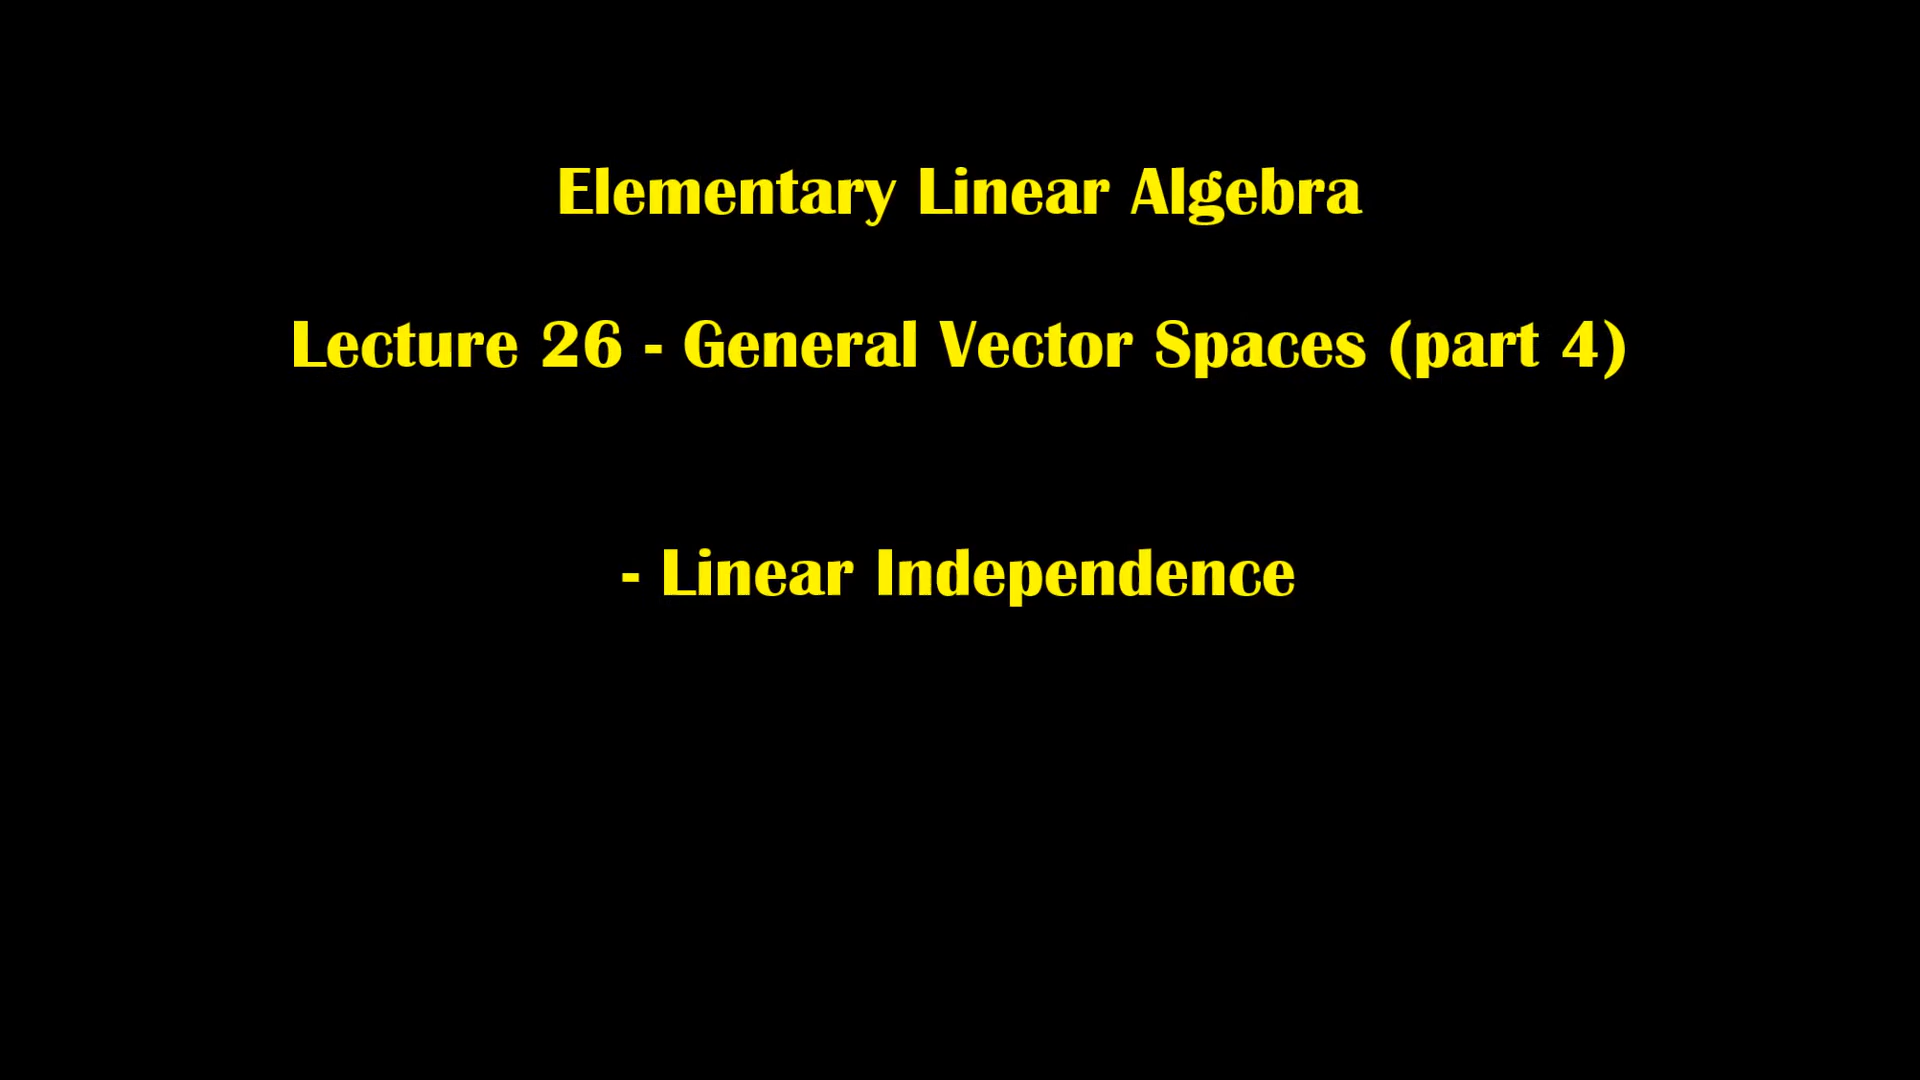 Elementary Linear Algebra
Lecture 26 - General Vector Spaces (part 4)
- Linear Independence